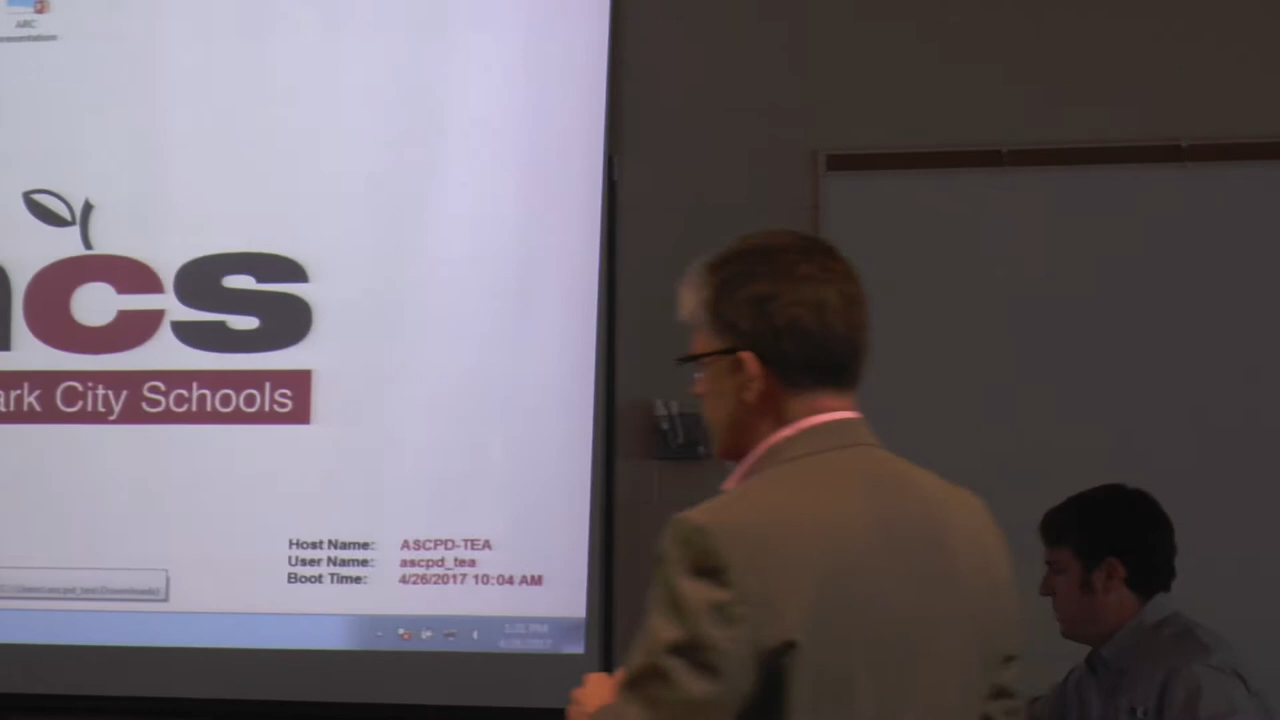 ARC
cs
ark City Schools
Host Name: ASCPD-TEA
User Name: ascpd_tea
Boot Time: 4/26/2017 10:04 AM